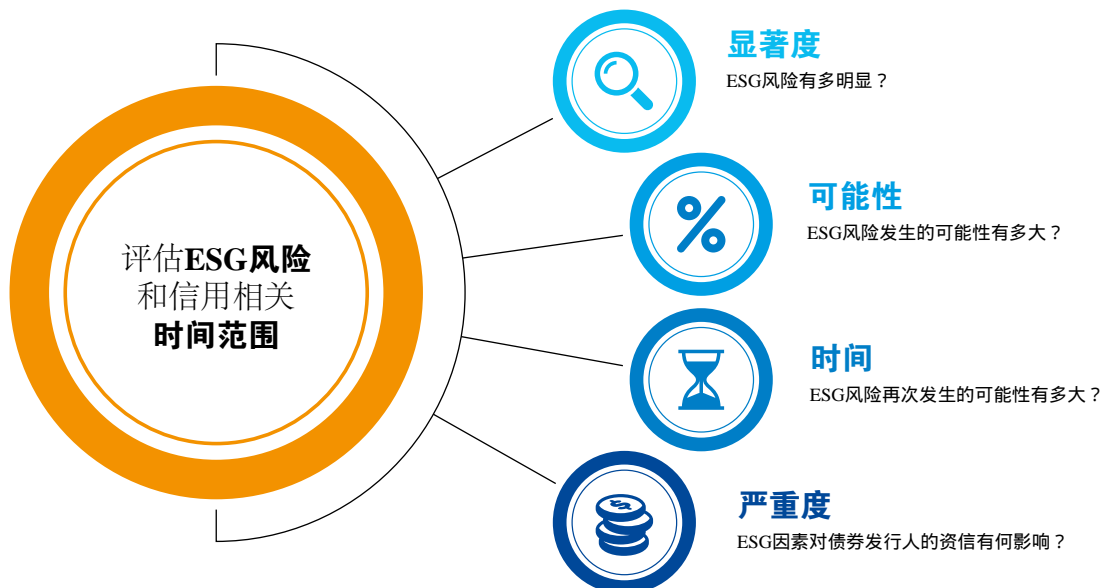 评估ESG风险
和信用相关
时间范围
显著度
ESG风险有多明显？
可能性
ESG风险发生的可能性有多大？
时间
ESG风险再次发生的可能性有多大？
严重度
ESG因素对债券发行人的资信有何影响？